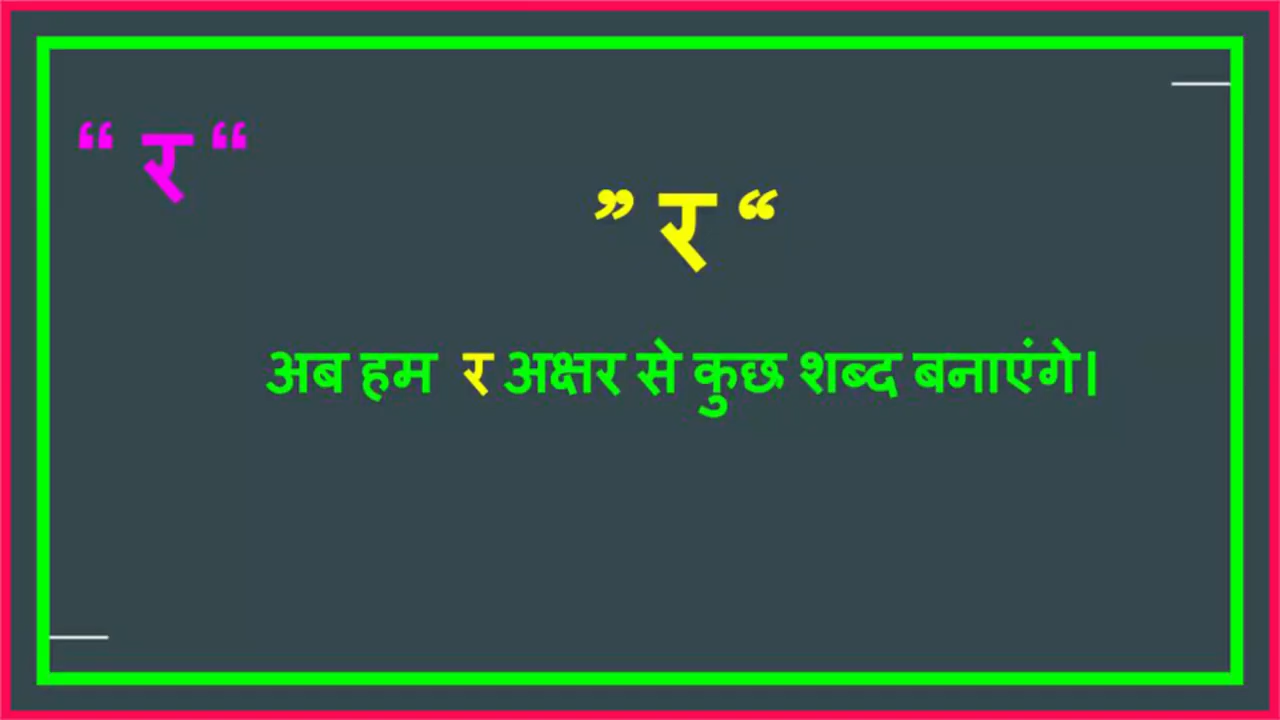 “ र “
” र “
अब हम र अक्षर से कुछ शब्द बनाएंगे।